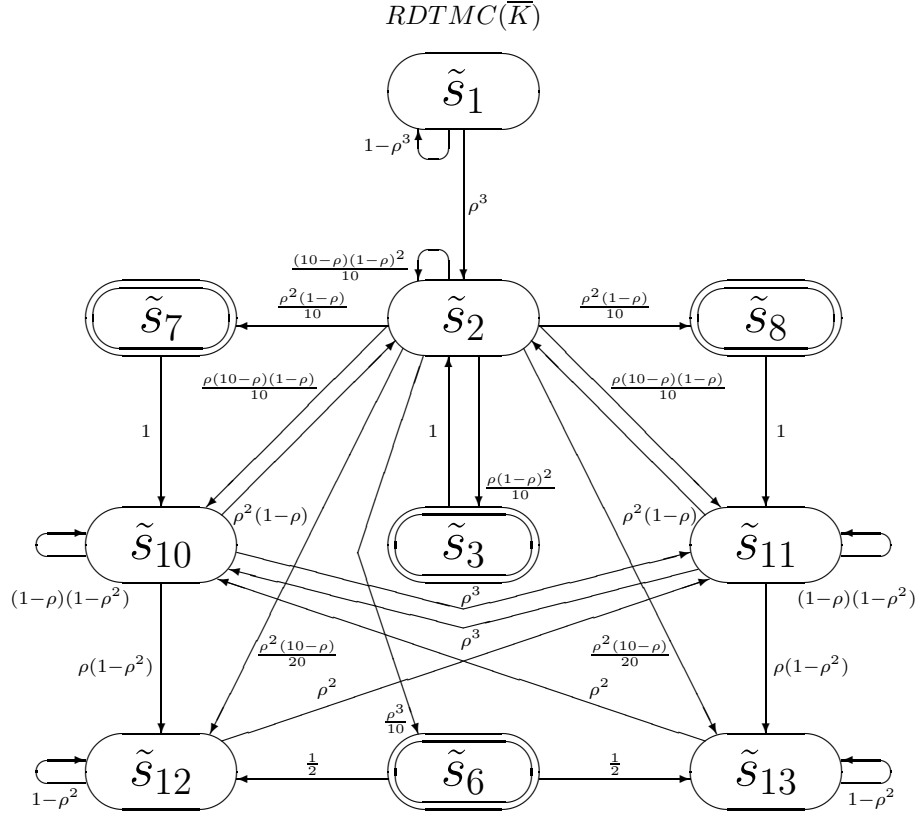 RDTMC(K̅)
s̃₁
1−ρ³
ρ³
(10−ρ)(1−ρ)²/10
s̃₇
ρ²(1−ρ)/10
s̃₂
ρ²(1−ρ)/10
s̃₈
ρ(10−ρ)(1−ρ)/10
ρ(10−ρ)(1−ρ)/10
1
1
1
ρ(1−ρ)²/10
s̃₁₀
ρ²(1−ρ)
s̃₃
ρ²(1−ρ)
s̃₁₁
(1−ρ)(1−ρ²)
ρ³
(1−ρ)(1−ρ²)
ρ³
ρ(1−ρ²)
ρ²(10−ρ)/20
ρ²(10−ρ)/20
ρ(1−ρ²)
ρ²
ρ²
ρ³/10
s̃₁₂
1/2
s̃₆
1/2
s̃₁₃
1−ρ²
1−ρ²